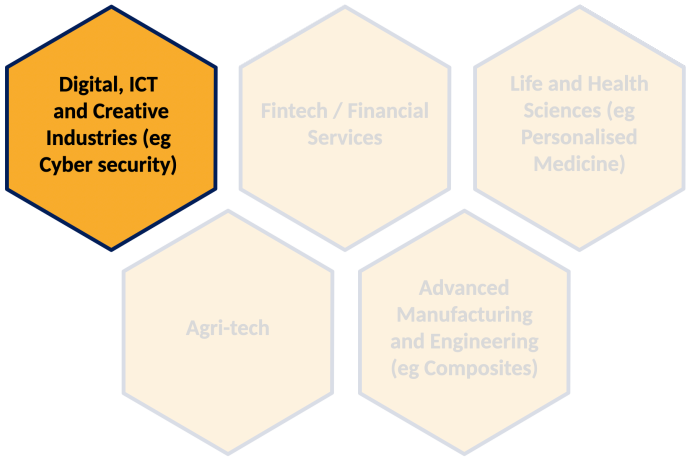 Digital, ICT
and Creative
Industries (eg
Cyber security)
Fintech / Financial
Services
Life and Health
Sciences (eg
Personalised
Medicine)
Agri-tech
Advanced
Manufacturing
and Engineering
(eg Composites)